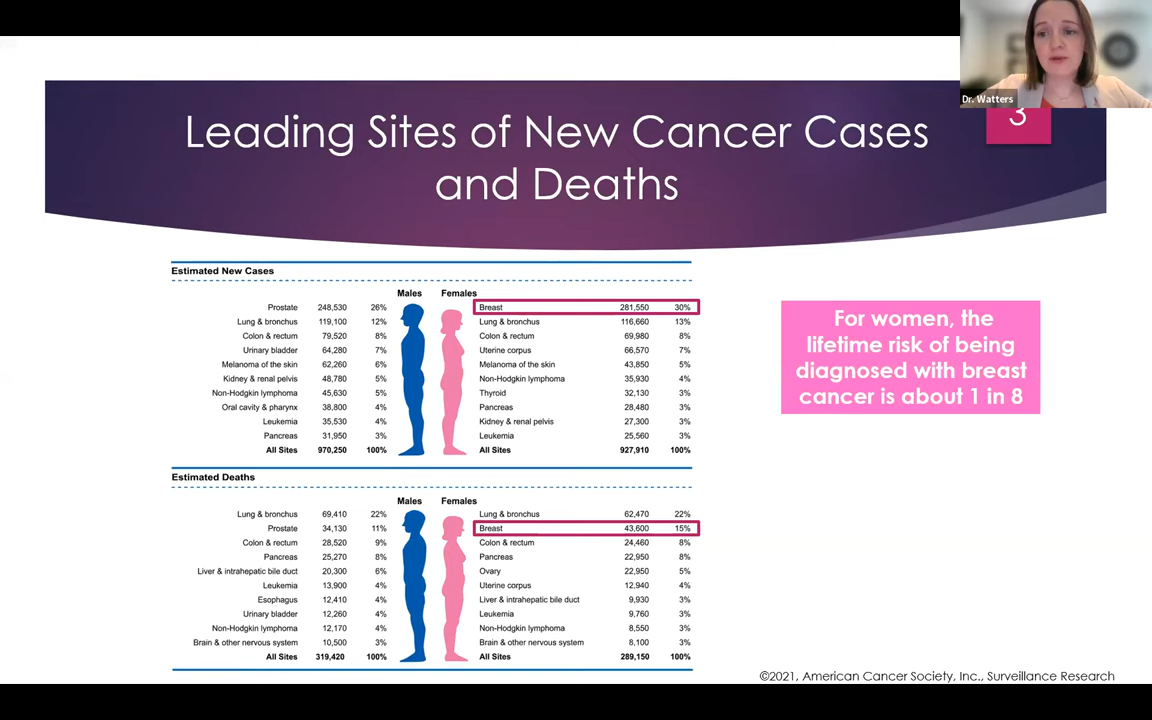 Dr. Watters
3
Leading Sites of New Cancer Cases
and Deaths
Estimated New Cases
Males Females
Prostate 248,530 26% Breast 281,550 30%
Lung & bronchus 119,100 12% Lung & bronchus 116,660 13%
Colon & rectum 79,520 8% Colon & rectum 69,980 8%
Urinary bladder 64,280 7% Uterine corpus 66,570 7%
Melanoma of the skin 62,260 6% Melanoma of the skin 43,850 5%
Kidney & renal pelvis 48,780 5% Non-Hodgkin lymphoma 35,930 4%
Non-Hodgkin lymphoma 45,630 5% Thyroid 32,130 3%
Oral cavity & pharynx 38,800 4% Pancreas 28,480 3%
Leukemia 35,530 4% Kidney & renal pelvis 27,300 3%
Pancreas 31,950 3% Leukemia 25,560 3%
All Sites 970,250 100% All Sites 927,910 100%
Estimated Deaths
Males Females
Lung & bronchus 69,410 22% Lung & bronchus 62,470 22%
Prostate 34,130 11% Breast 43,600 15%
Colon & rectum 28,520 9% Colon & rectum 24,460 8%
Pancreas 25,270 8% Pancreas 22,950 8%
Liver & intrahepatic bile duct 20,300 6% Ovary 22,950 5%
Leukemia 13,900 4% Uterine corpus 12,940 4%
Esophagus 12,410 4% Liver & intrahepatic bile duct 9,930 3%
Urinary bladder 12,260 4% Leukemia 9,760 3%
Non-Hodgkin lymphoma 12,170 4% Non-Hodgkin lymphoma 8,550 3%
Brain & other nervous system 10,500 3% Brain & other nervous system 8,100 3%
All Sites 319,420 100% All Sites 289,150 100%
For women, the
lifetime risk of being
diagnosed with breast
cancer is about 1 in 8
©2021, American Cancer Society, Inc., Surveillance Research